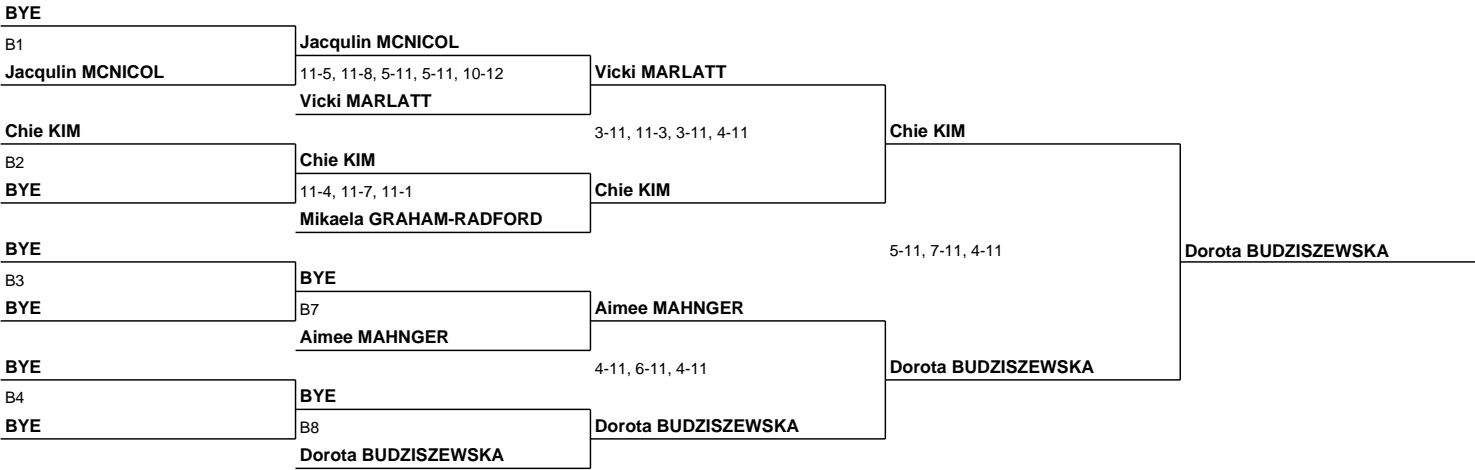 BYE
B1
Jacqulin MCNICOL
Jacqulin MCNICOL
11-5, 11-8, 5-11, 5-11, 10-12
Vicki MARLATT
Vicki MARLATT
Chie KIM
3-11, 11-3, 3-11, 4-11
Chie KIM
B2
Chie KIM
BYE
11-4, 11-7, 11-1
Chie KIM
Mikaela GRAHAM-RADFORD
BYE
5-11, 7-11, 4-11
Dorota BUDZISZEWSKA
B3
BYE
BYE
B7
Aimee MAHNGER
Aimee MAHNGER
BYE
4-11, 6-11, 4-11
Dorota BUDZISZEWSKA
B4
BYE
BYE
B8
Dorota BUDZISZEWSKA
Dorota BUDZISZEWSKA